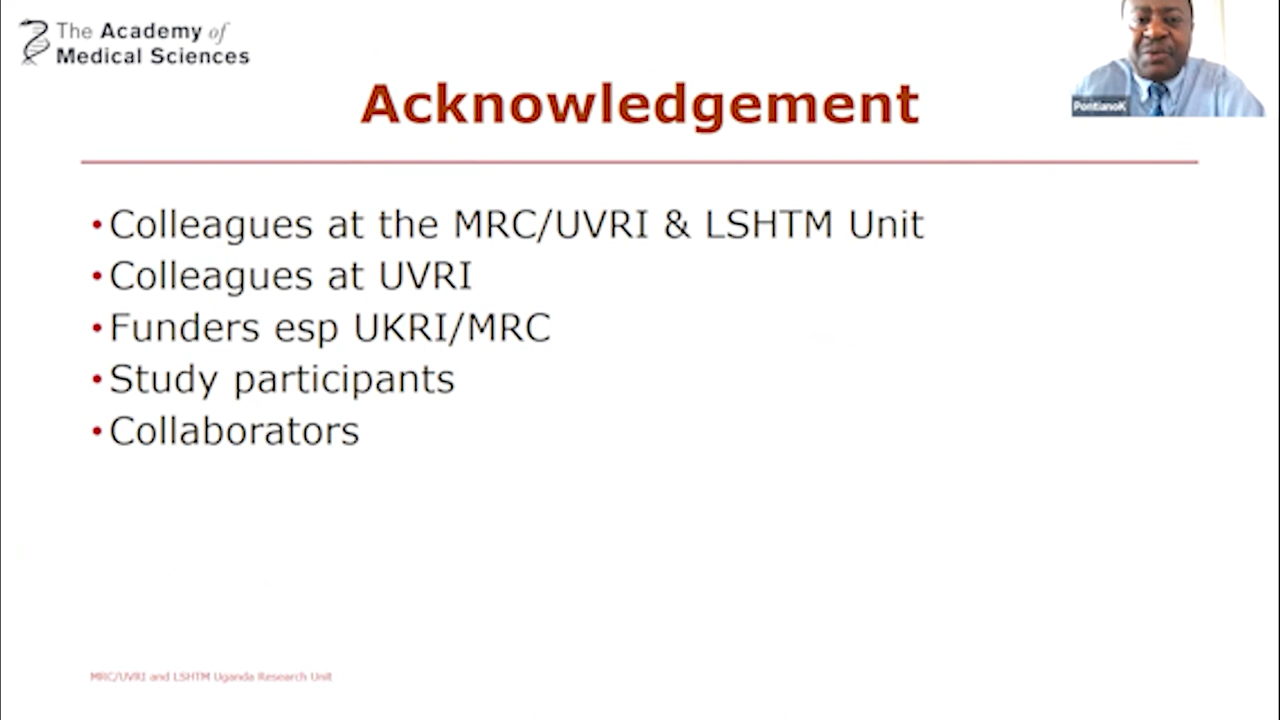 The Academy of
Medical Sciences
Acknowledgement
PontianoK
•Colleagues at the MRC/UVRI & LSHTM Unit
•Colleagues at UVRI
•Funders esp UKRI/MRC
•Study participants
•Collaborators
MRC/UVRI and LSHTM Uganda Research Unit